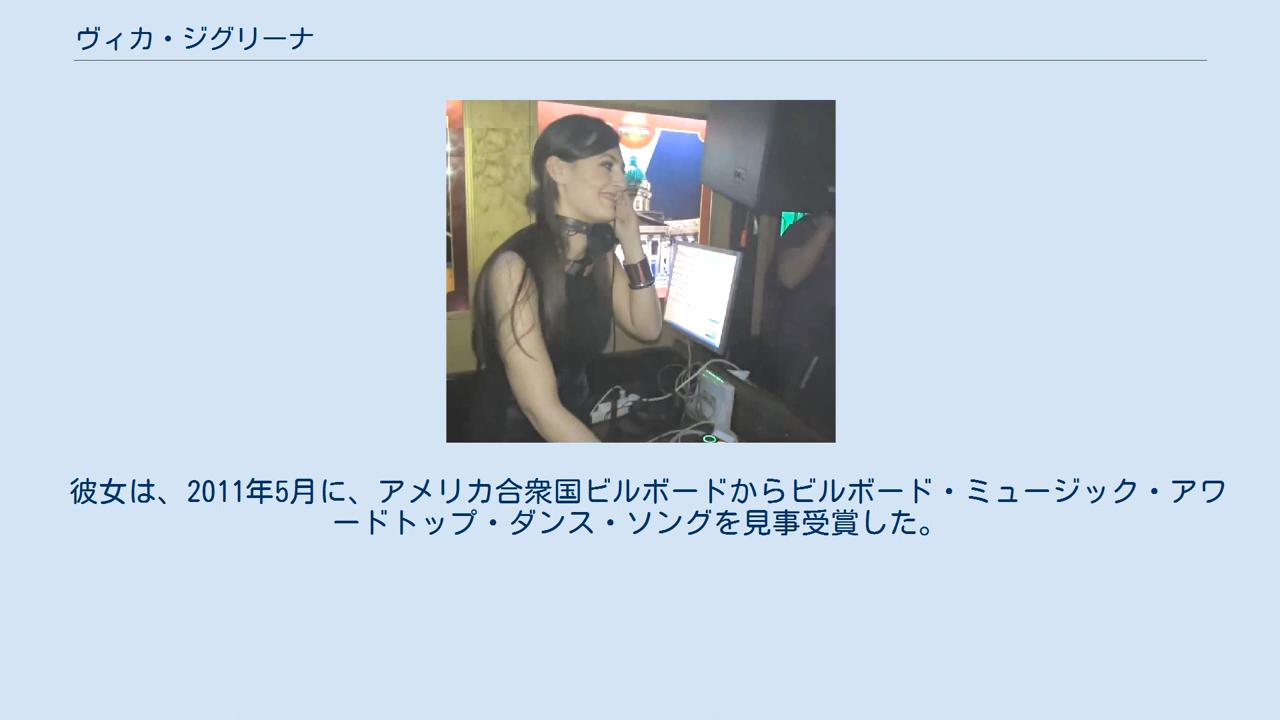 ヴィカ・ジグリーナ
彼女は、2011年5月に、アメリカ合衆国ビルボードからビルボード・ミュージック・アワ
ードトップ・ダンス・ソングを見事受賞した。